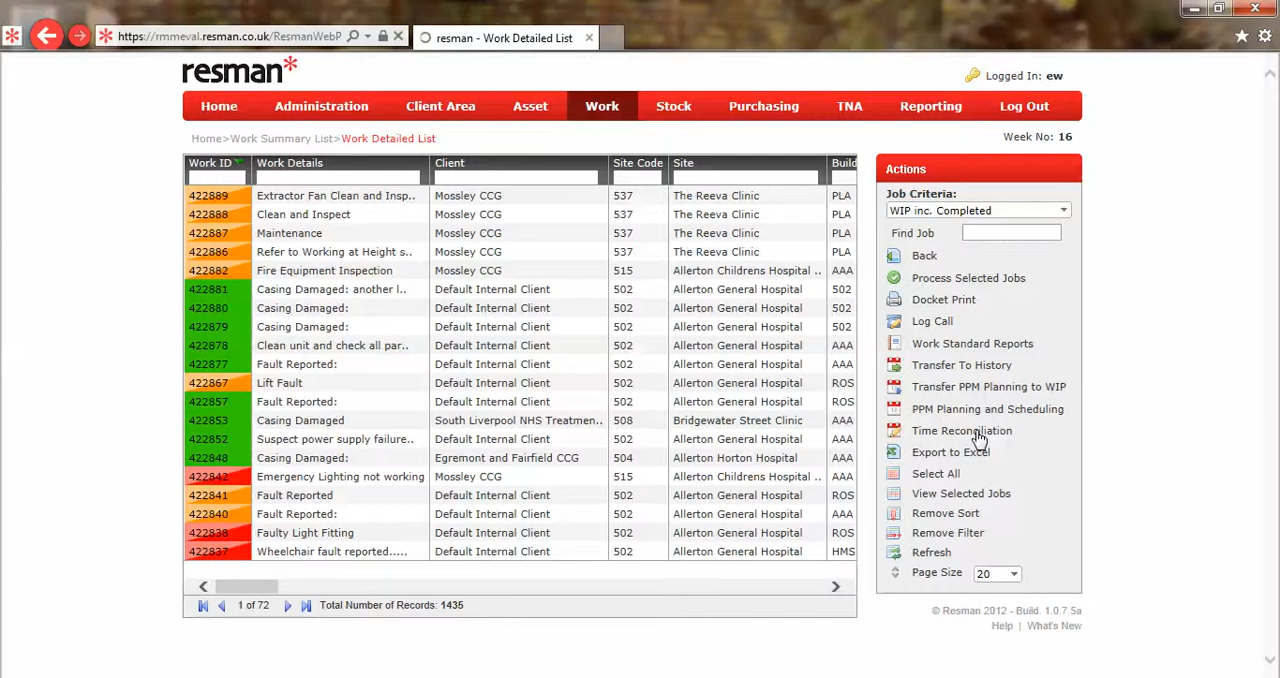 https://rmmeval.resman.co.uk/ResmanWebP
resman - Work Detailed List
resman*
Logged In: ew
Home Administration Client Area Asset Work Stock Purchasing TNA Reporting Log Out
Home>Work Summary List>Work Detailed List
Week No: 16
Work ID Work Details Client Site Code Site Build
422889 Extractor Fan Clean and Insp.. Mossley CCG 537 The Reeva Clinic PLA
422888 Clean and Inspect Mossley CCG 537 The Reeva Clinic PLA
422887 Maintenance Mossley CCG 537 The Reeva Clinic PLA
422886 Refer to Working at Height s.. Mossley CCG 537 The Reeva Clinic PLA
422882 Fire Equipment Inspection Mossley CCG 515 Allerton Childrens Hospital .. AAA
422881 Casing Damaged: another l.. Default Internal Client 502 Allerton General Hospital 502
422880 Casing Damaged: Default Internal Client 502 Allerton General Hospital 502
422879 Casing Damaged: Default Internal Client 502 Allerton General Hospital 502
422878 Clean unit and check all par.. Default Internal Client 502 Allerton General Hospital AAA
422877 Fault Reported: Default Internal Client 502 Allerton General Hospital AAA
422867 Lift Fault Default Internal Client 502 Allerton General Hospital ROS
422857 Fault Reported: Default Internal Client 502 Allerton General Hospital ROS
422853 Casing Damaged South Liverpool NHS Treatmen.. 508 Bridgewater Street Clinic AAA
422852 Suspect power supply failure.. Default Internal Client 502 Allerton General Hospital AAA
422848 Casing Damaged: Egremont and Fairfield CCG 504 Allerton Horton Hospital AAA
422842 Emergency Lighting not working Mossley CCG 515 Allerton Childrens Hospital .. AAA
422841 Fault Reported Default Internal Client 502 Allerton General Hospital ROS
422840 Fault Reported: Default Internal Client 502 Allerton General Hospital ROS
422838 Faulty Light Fitting Default Internal Client 502 Allerton General Hospital ROS
422837 Wheelchair fault reported..... Default Internal Client 502 Allerton General Hospital HMS
1 of 72 Total Number of Records: 1435
Actions
Job Criteria:
WIP inc. Completed
Find Job
Back
Process Selected Jobs
Docket Print
Log Call
Work Standard Reports
Transfer To History
Transfer PPM Planning to WIP
PPM Planning and Scheduling
Time Reconciliation
Export to Excel
Select All
View Selected Jobs
Remove Sort
Remove Filter
Refresh
Page Size 20
© Resman 2012 - Build. 1.0.7.5a
Help | What's New